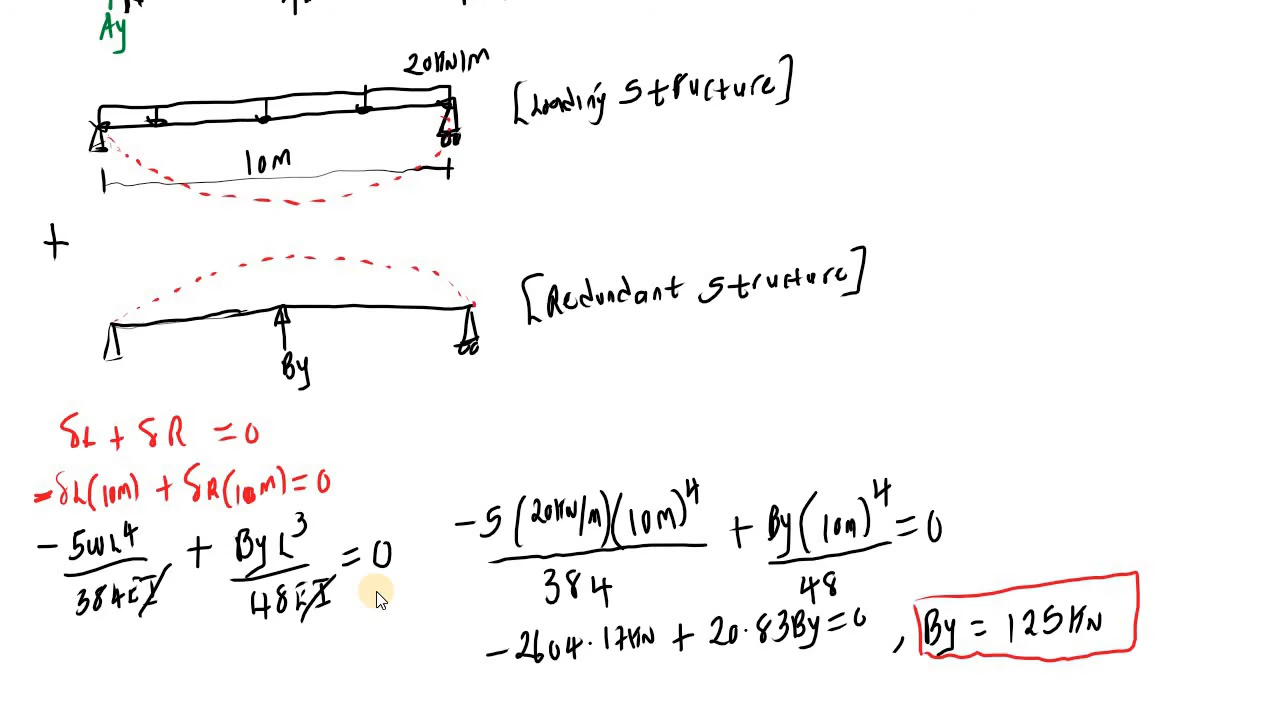 Ay
20KN/M
[Loading Structure]
10M
+
[Redundant Structure]
By
δL + δR = 0
-δL(10M) + δR(10M) = 0
-5WL⁴/384EI + ByL³/48EI = 0
-5(20KN/M)(10M)⁴/384 + By(10M)⁴/48 = 0
-2604.17KN + 20.83By = 0, By = 125KN